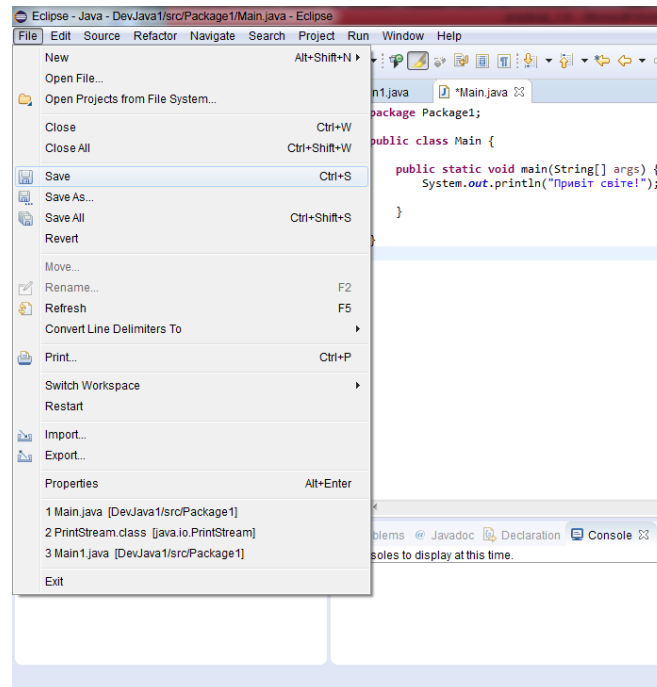 Eclipse - Java - DevJava1/src/Package1/Main.java - Eclipse
File Edit Source Refactor Navigate Search Project Run Window Help
New Alt+Shift+N
Open File...
Open Projects from File System...
Close Ctrl+W
Close All Ctrl+Shift+W
Save Ctrl+S
Save As...
Save All Ctrl+Shift+S
Revert
Move...
Rename... F2
Refresh F5
Convert Line Delimiters To
Print... Ctrl+P
Switch Workspace
Restart
Import...
Export...
Properties Alt+Enter
1 Main.java [DevJava1/src/Package1]
2 PrintStream.class [java.io.PrintStream]
3 Main1.java [DevJava1/src/Package1]
Exit
n1.java *Main.java
package Package1;
public class Main {
public static void main(String[] args) {
System.out.println("Привіт світе!");
}
}
blems @ Javadoc Declaration Console
soles to display at this time.